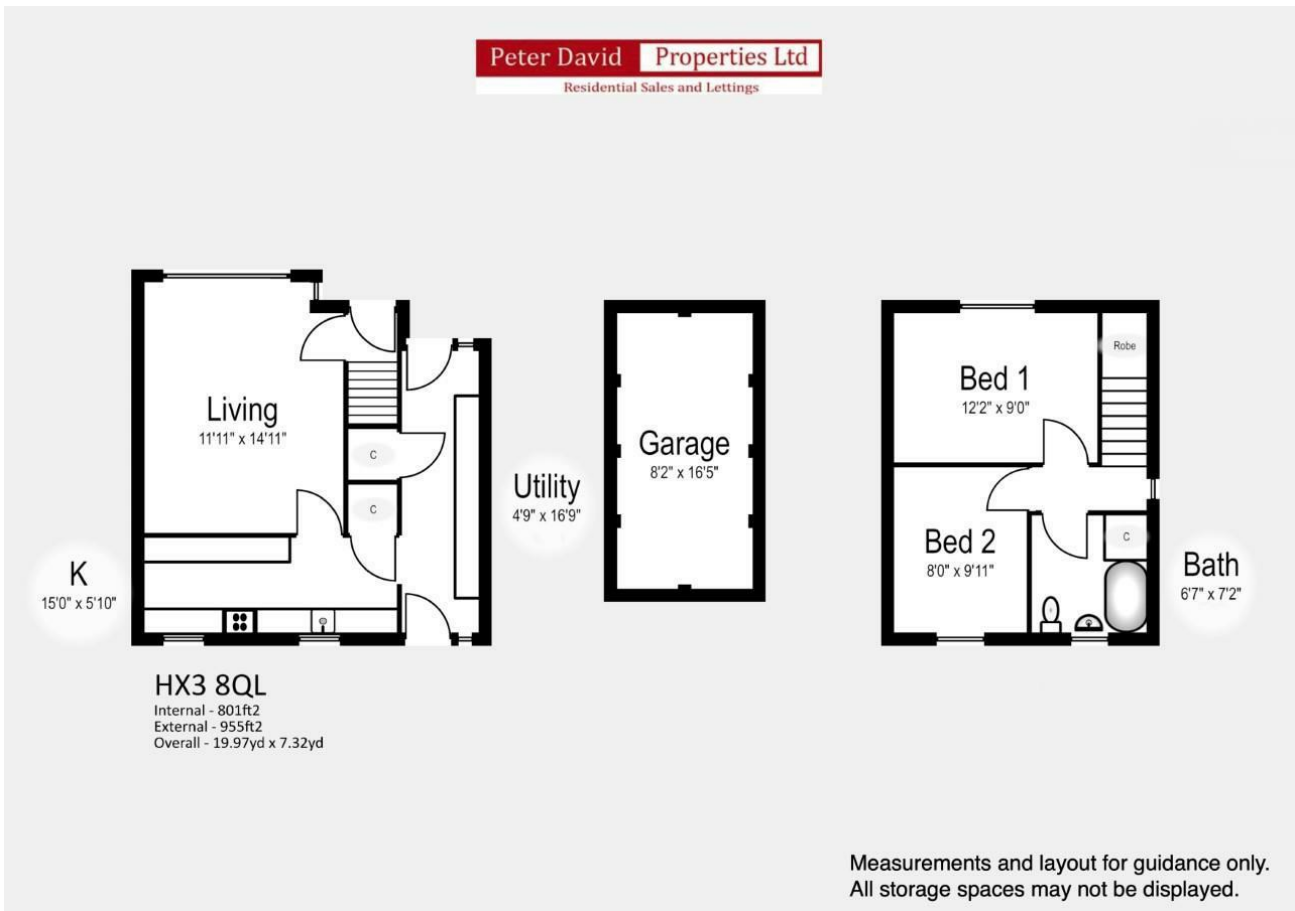 Peter David Properties Ltd
Residential Sales and Lettings
Living
11'11" x 14'11"
C
C
K
15'0" x 5'10"
Utility
4'9" x 16'9"
Garage
8'2" x 16'5"
Bed 1
12'2" x 9'0"
Robe
Bed 2
8'0" x 9'11"
C
Bath
6'7" x 7'2"
HX3 8QL
Internal - 801ft2
External - 955ft2
Overall - 19.97yd x 7.32yd
Measurements and layout for guidance only.
All storage spaces may not be displayed.